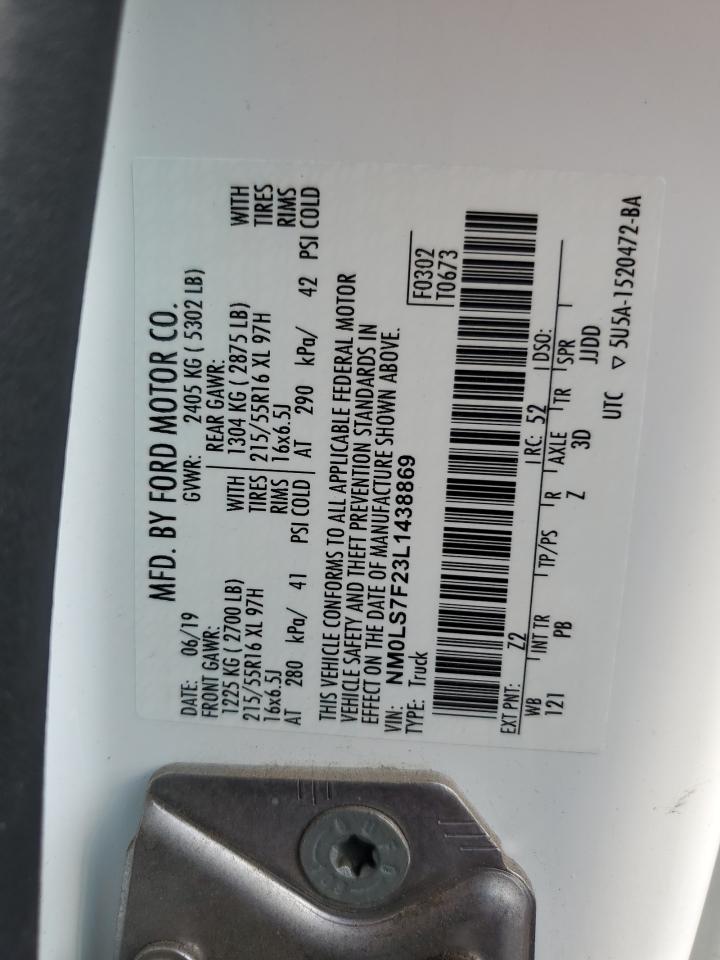 MFD. BY FORD MOTOR CO.
DATE: 06/19 GVWR: 2405 KG ( 5302 LB)
FRONT GAWR: REAR GAWR:
1225 KG ( 2700 LB) WITH 1304 KG ( 2875 LB) WITH
215/55R16 XL 97H TIRES 215/55R16 XL 97H TIRES
16x6.5J RIMS 16x6.5J RIMS
AT 280 kPa/ 41 PSI COLD AT 290 kPa/ 42 PSI COLD
THIS VEHICLE CONFORMS TO ALL APPLICABLE FEDERAL MOTOR
VEHICLE SAFETY AND THEFT PREVENTION STANDARDS IN
EFFECT ON THE DATE OF MANUFACTURE SHOWN ABOVE.
VIN: NM0LS7F23L1438869 F0302
TYPE: Truck T0673
EXT PNT: Z2 RC: 52 DSO:
WB INT TR TP/PS R AXLE TR SPR
121 PB Z 3D JJDD
UTC ▽ 5U5A-1520472-BA